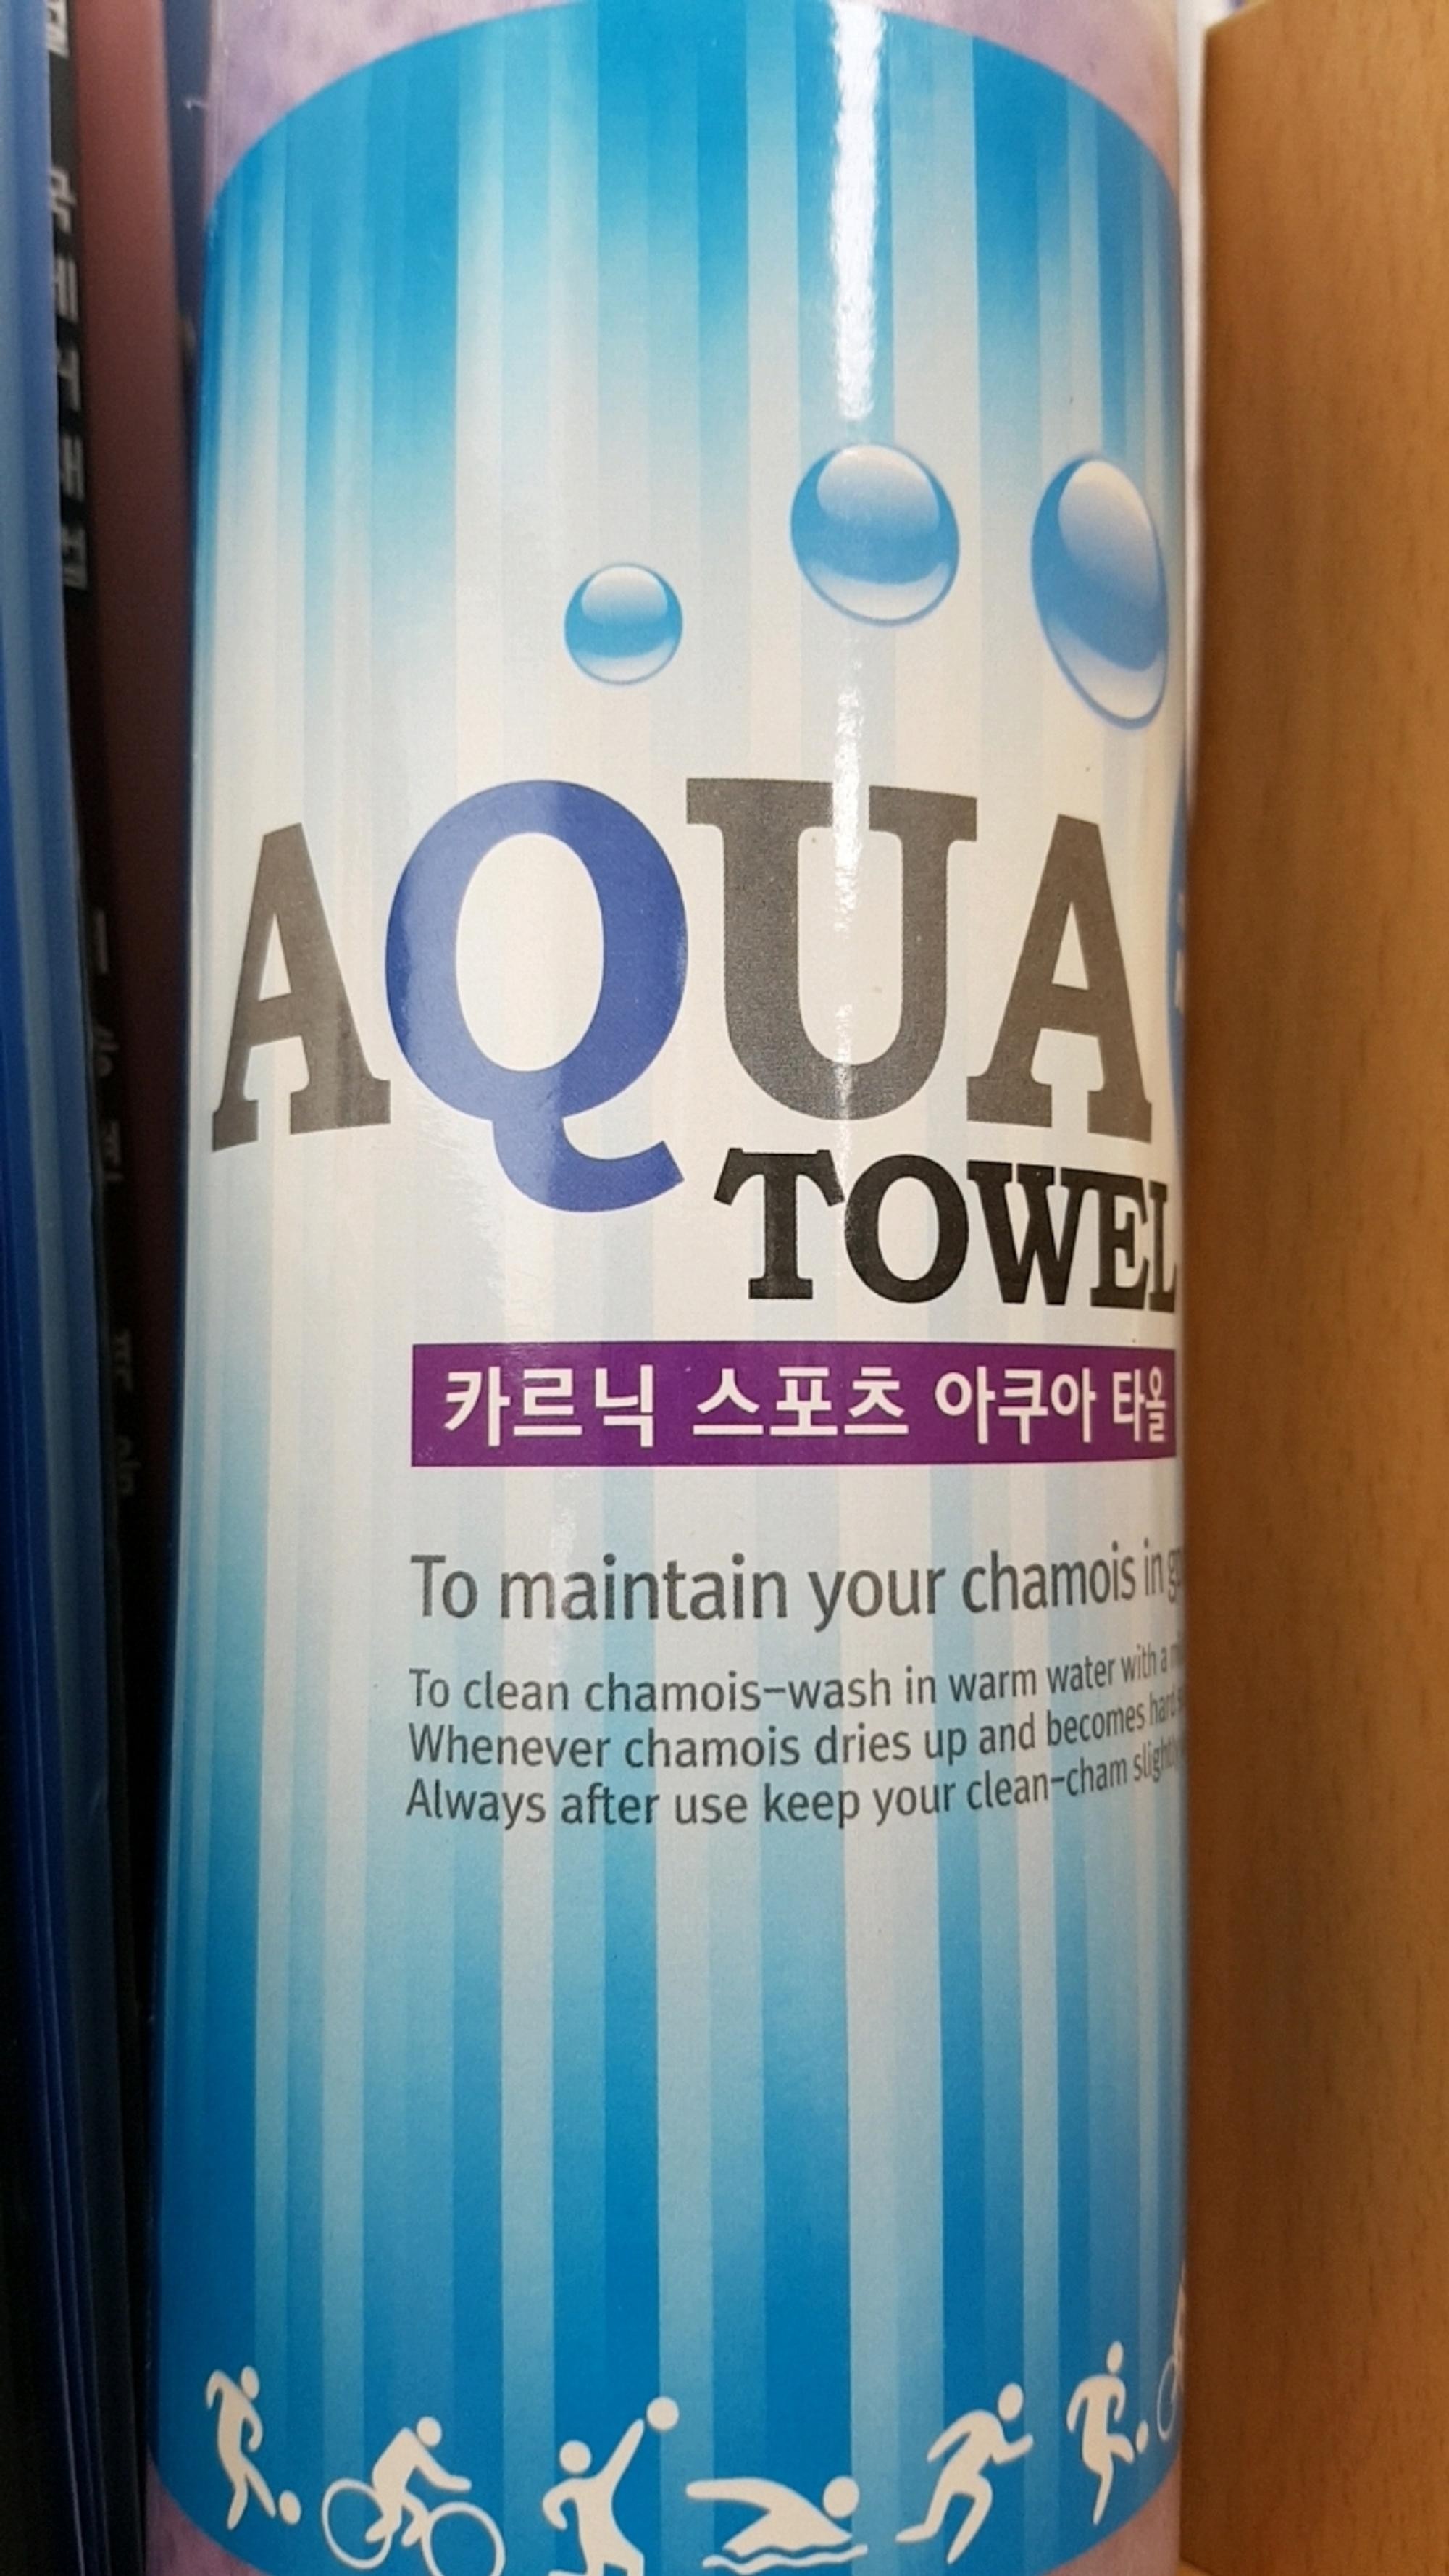 AQUA
TOWEL
카르닉 스포츠 아쿠아 타올
To maintain your chamois in
To clean chamois-wash in warm water with a
Whenever chamois dries up and becomes hard
Always after use keep your clean-cham slightly